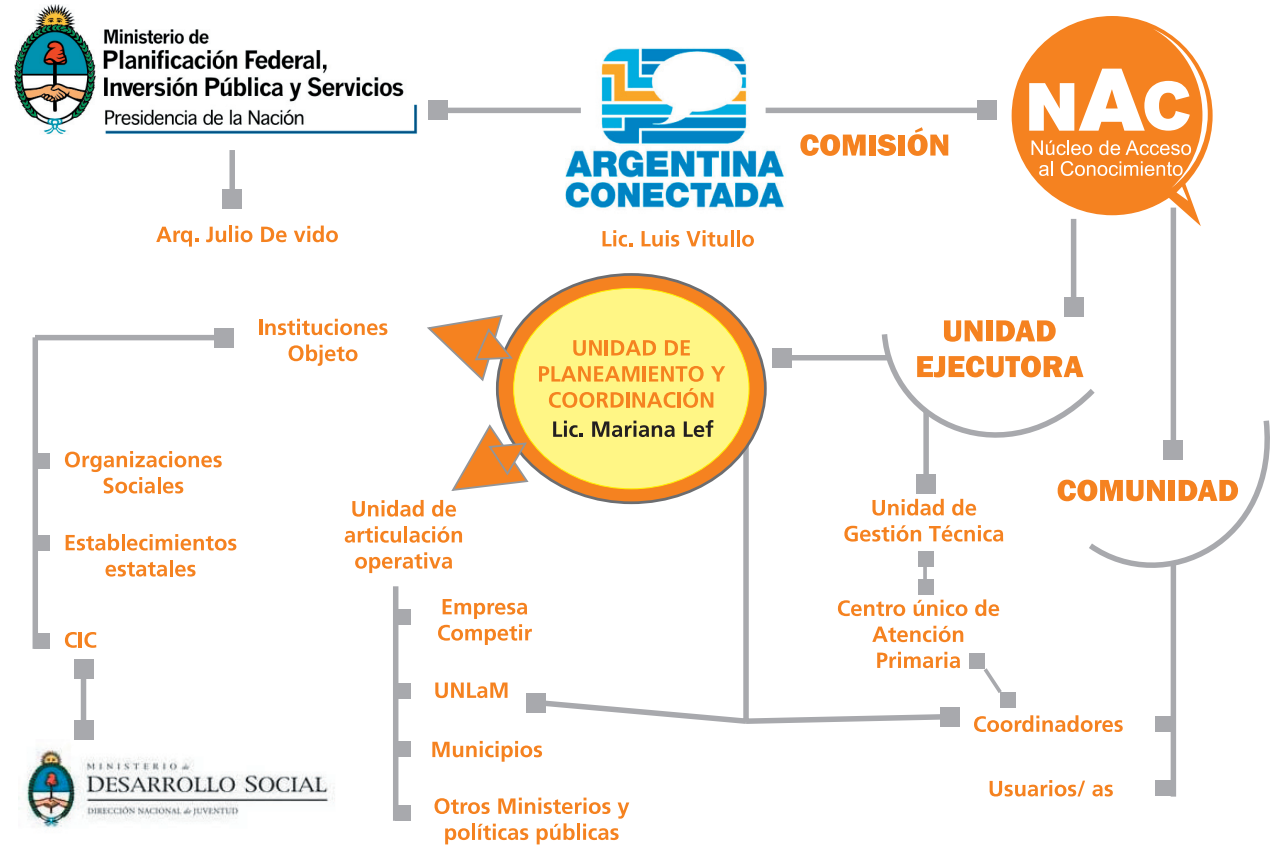 Ministerio de
Planificación Federal,
Inversión Pública y Servicios
Presidencia de la Nación
ARGENTINA
CONECTADA
COMISIÓN
NAC
Núcleo de Acceso
al Conocimiento
Arq. Julio De vido
Lic. Luis Vitullo
Instituciones
Objeto
UNIDAD DE
PLANEAMIENTO Y
COORDINACIÓN
Lic. Mariana Lef
UNIDAD
EJECUTORA
Organizaciones
Sociales
Establecimientos
estatales
CIC
MINISTERIO de
DESARROLLO SOCIAL
DIRECCIÓN NACIONAL de JUVENTUD
Unidad de
articulación
operativa
Empresa
Competir
UNLaM
Municipios
Otros Ministerios y
políticas públicas
Unidad de
Gestión Técnica
Centro único de
Atención
Primaria
COMUNIDAD
Coordinadores
Usuarios/ as